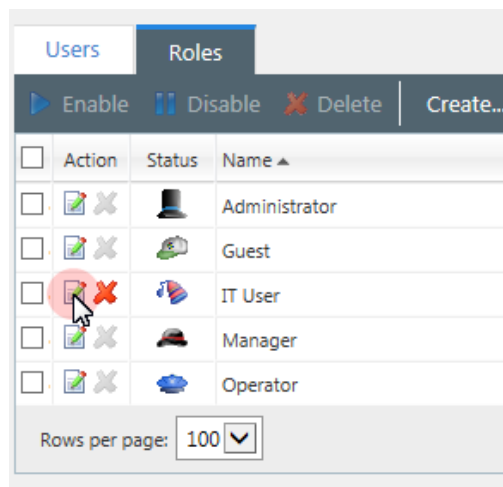 Users Roles
Enable Disable Delete Create...
Action Status Name
Administrator
Guest
IT User
Manager
Operator
Rows per page: 100